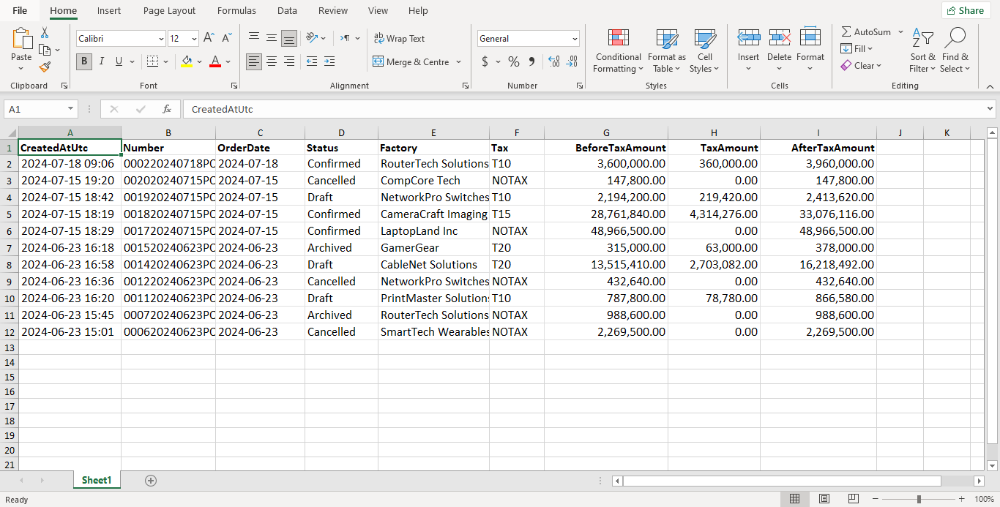 File Home Insert Page Layout Formulas Data Review View Help Share
Calibri 12 ab Wrap Text General AutoSum
Paste B I U A Merge & Centre $ % Conditional Formatting Format as Table Cell Styles Insert Delete Format Fill Sort & Filter Find & Select
Clear
Clipboard Font Alignment Number Styles Cells Editing
A1 fx CreatedAtUtc
A B C D E F G H I J K
1 CreatedAtUtc Number OrderDate Status Factory Tax BeforeTaxAmount TaxAmount AfterTaxAmount
2 2024-07-18 09:06 000220240718PO 2024-07-18 Confirmed RouterTech Solutions T10 3,600,000.00 360,000.00 3,960,000.00
3 2024-07-15 19:20 002020240715PO 2024-07-15 Cancelled CompCore Tech NOTAX 147,800.00 0.00 147,800.00
4 2024-07-15 18:42 001920240715PO 2024-07-15 Draft NetworkPro Switches T10 2,194,200.00 219,420.00 2,413,620.00
5 2024-07-15 18:19 001820240715PO 2024-07-15 Confirmed CameraCraft Imaging T15 28,761,840.00 4,314,276.00 33,076,116.00
6 2024-07-15 18:29 001720240715PO 2024-07-15 Confirmed LaptopLand Inc NOTAX 48,966,500.00 0.00 48,966,500.00
7 2024-06-23 16:18 001520240623PO 2024-06-23 Archived GamerGear T20 315,000.00 63,000.00 378,000.00
8 2024-06-23 16:58 001420240623PO 2024-06-23 Draft CableNet Solutions T20 13,515,410.00 2,703,082.00 16,218,492.00
9 2024-06-23 16:36 001220240623PO 2024-06-23 Cancelled NetworkPro Switches NOTAX 432,640.00 0.00 432,640.00
10 2024-06-23 16:20 001120240623PO 2024-06-23 Draft PrintMaster Solutions T10 787,800.00 78,780.00 866,580.00
11 2024-06-23 15:45 000720240623PO 2024-06-23 Archived RouterTech Solutions NOTAX 988,600.00 0.00 988,600.00
12 2024-06-23 15:01 000620240623PO 2024-06-23 Cancelled SmartTech Wearables NOTAX 2,269,500.00 0.00 2,269,500.00
13
14
15
16
17
18
19
20
21
Sheet1
Ready 100%